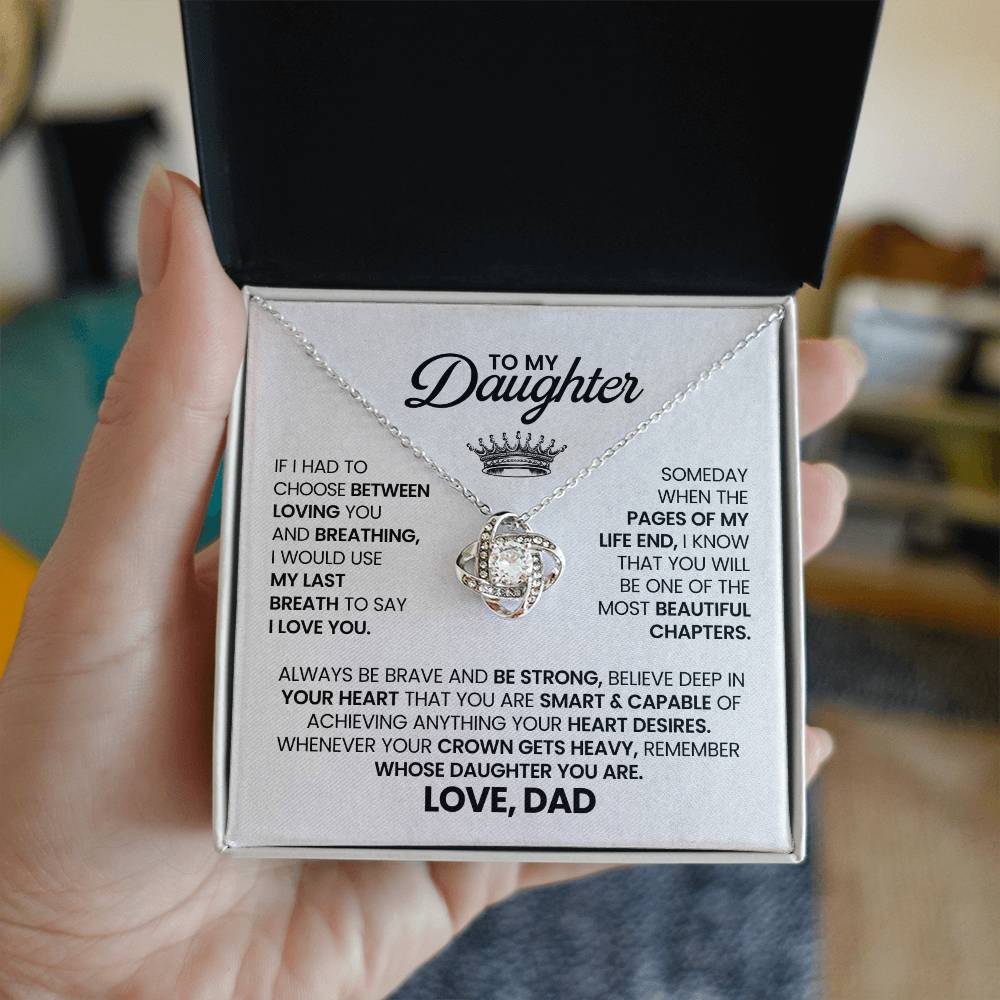 TO MY
Daughter
IF I HAD TO
CHOOSE BETWEEN
LOVING YOU
AND BREATHING,
I WOULD USE
MY LAST
BREATH TO SAY
I LOVE YOU.
SOMEDAY
WHEN THE
PAGES OF MY
LIFE END, I KNOW
THAT YOU WILL
BE ONE OF THE
MOST BEAUTIFUL
CHAPTERS.
ALWAYS BE BRAVE AND BE STRONG, BELIEVE DEEP IN
YOUR HEART THAT YOU ARE SMART & CAPABLE OF
ACHIEVING ANYTHING YOUR HEART DESIRES.
WHENEVER YOUR CROWN GETS HEAVY, REMEMBER
WHOSE DAUGHTER YOU ARE.
LOVE, DAD